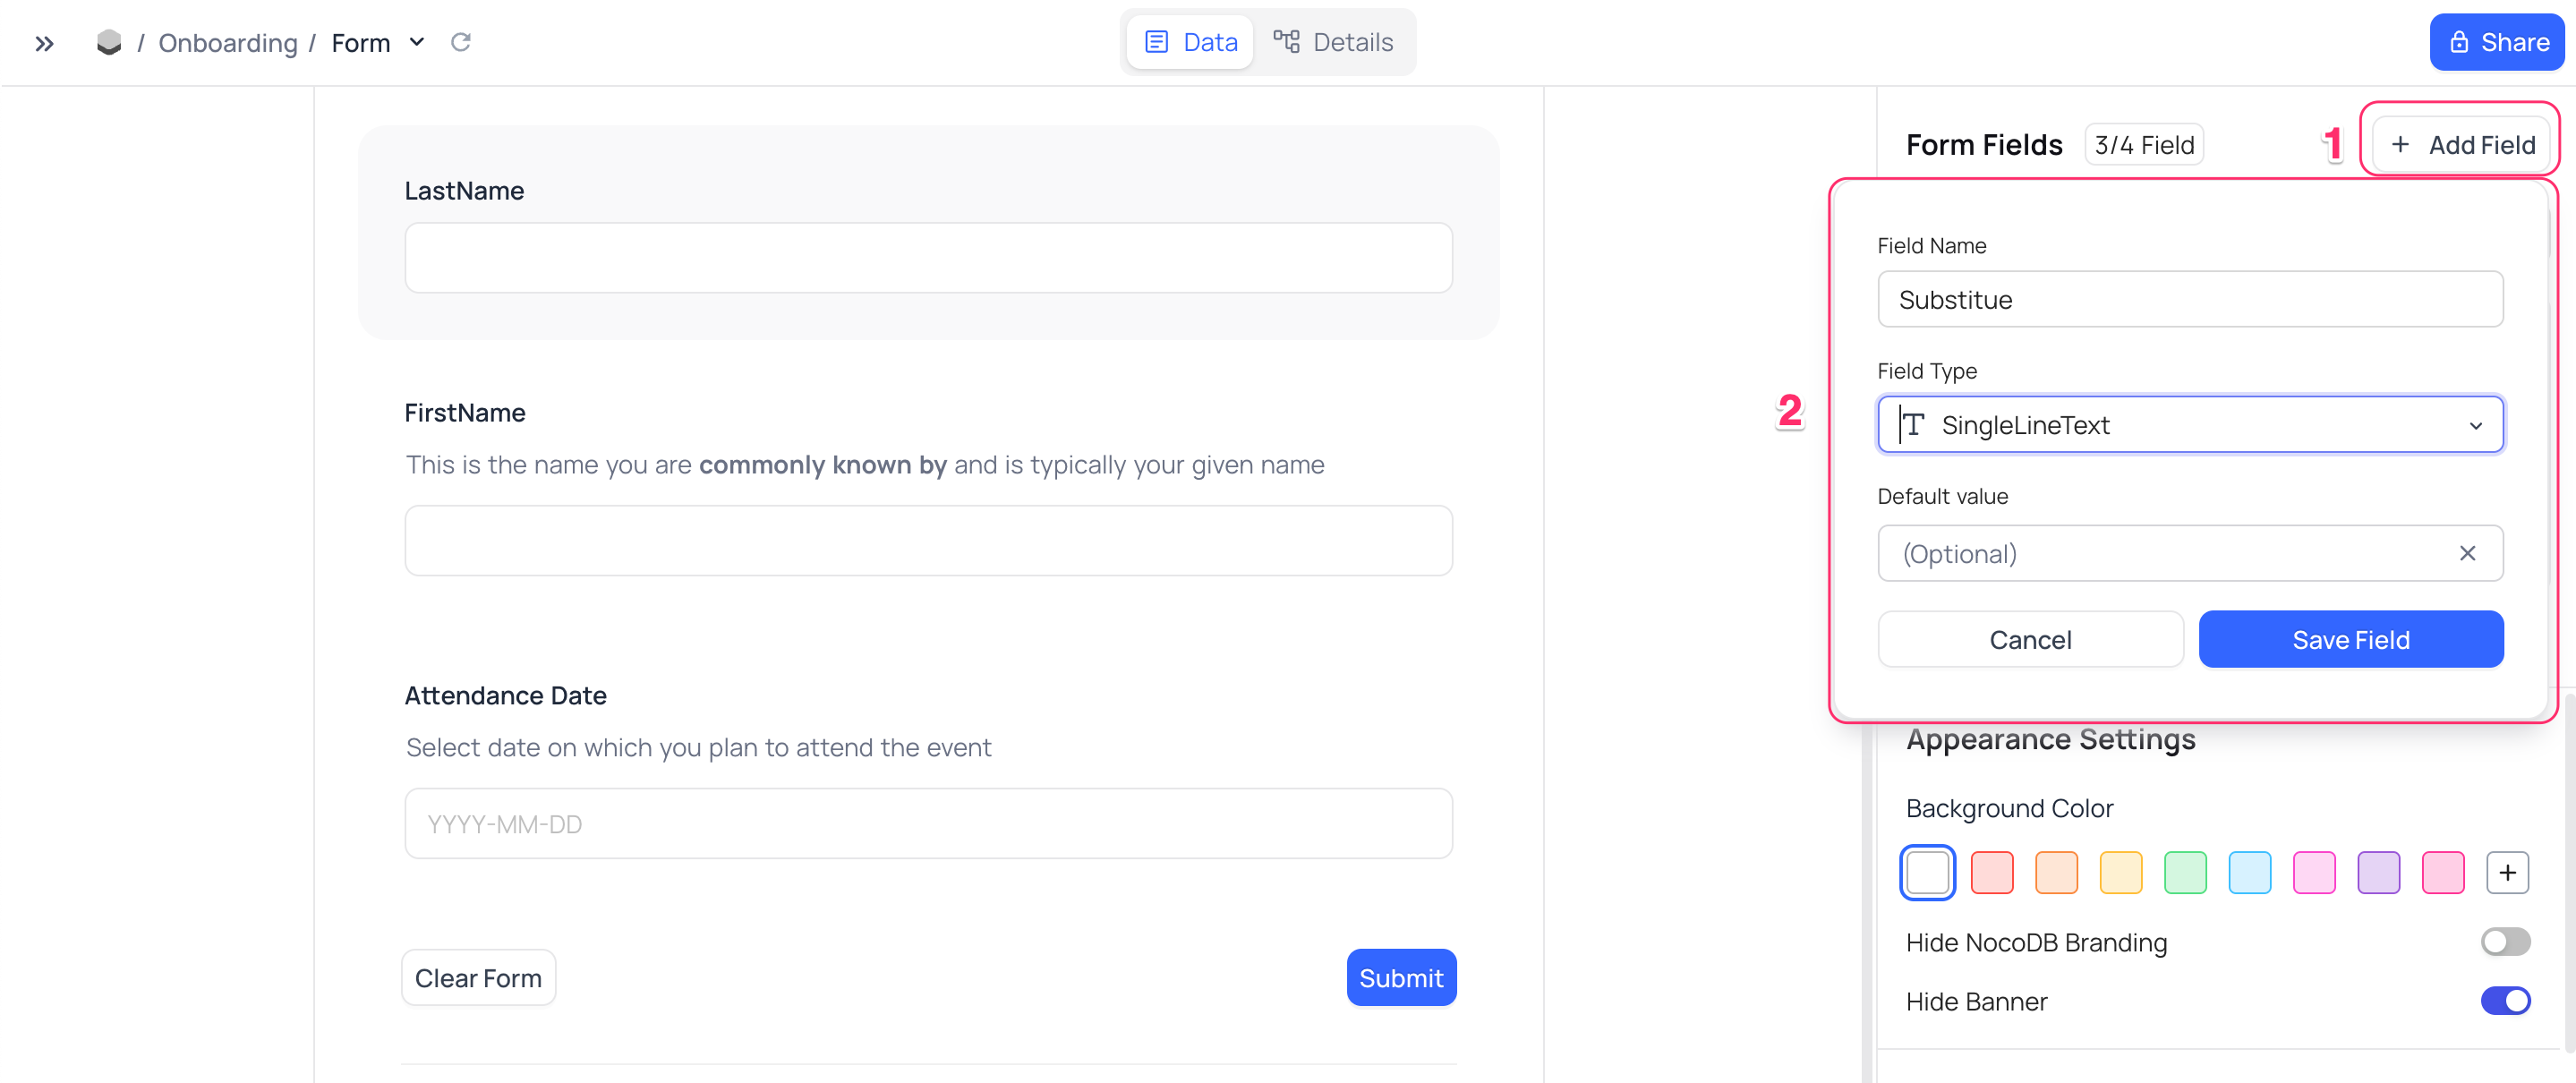 / Onboarding / Form
Data
Details
Share
LastName
FirstName
This is the name you are commonly known by and is typically your given name
Attendance Date
Select date on which you plan to attend the event
YYYY-MM-DD
Clear Form
Submit
Form Fields
3/4 Field
1
+ Add Field
2
Field Name
Substitue
Field Type
SingleLineText
Default value
(Optional)
Cancel
Save Field
Appearance Settings
Background Color
Hide NocoDB Branding
Hide Banner